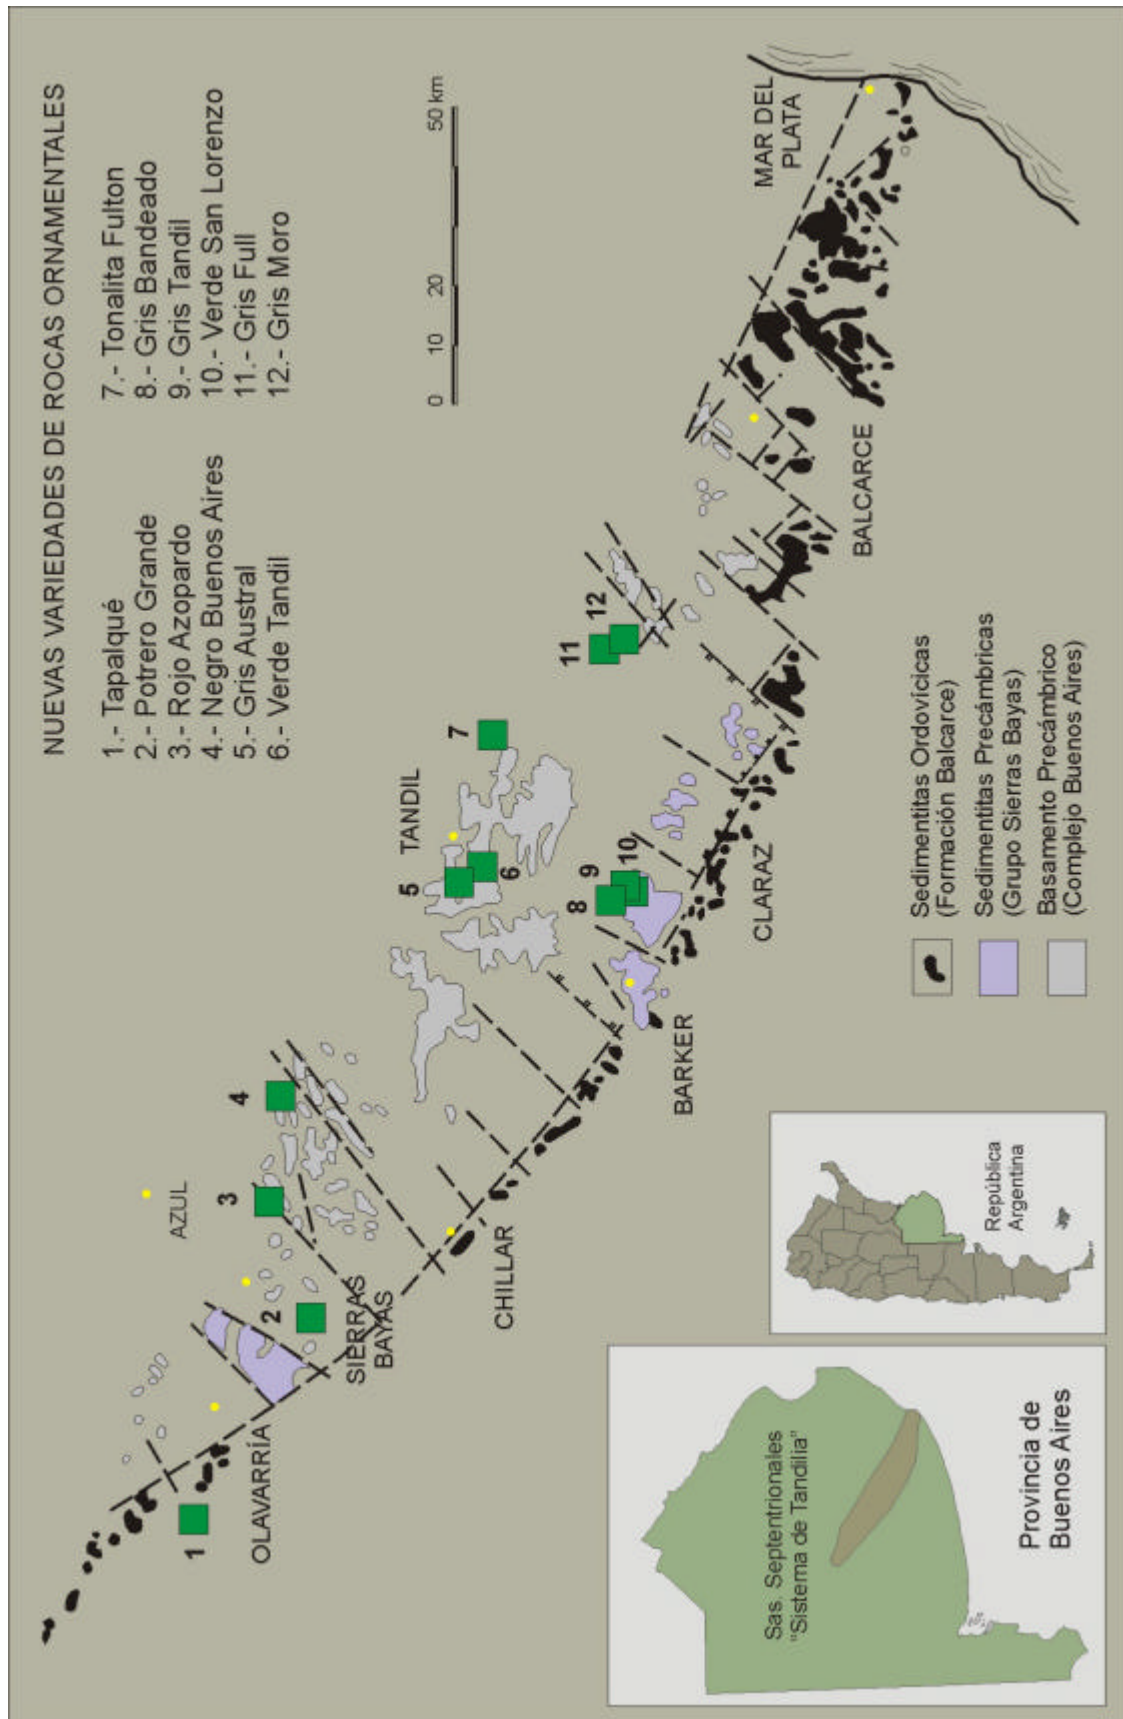 NUEVAS VARIEDADES DE ROCAS ORNAMENTALES
1.- Tapalqué
2.- Potrero Grande
3.- Rojo Azopardo
4.- Negro Buenos Aires
5.- Gris Austral
6.- Verde Tandil
7.- Tonalita Fulton
8.- Gris Bandeado
9.- Gris Tandil
10.- Verde San Lorenzo
11.- Gris Full
12.- Gris Moro
0 10 20 50 km
1
OLAVARRÍA
2
SIERRAS
BAYAS
AZUL
3
4
CHILLAR
5
TANDIL
6
7
BARKER
8
9
10
CLARAZ
11
12
BALCARCE
MAR DEL
PLATA
Sas. Septentrionales
"Sistema de Tandilia"
Provincia de
Buenos Aires
República
Argentina
Sedimentitas Ordovícicas
(Formación Balcarce)
Sedimentitas Precámbricas
(Grupo Sierras Bayas)
Basamento Precámbrico
(Complejo Buenos Aires)